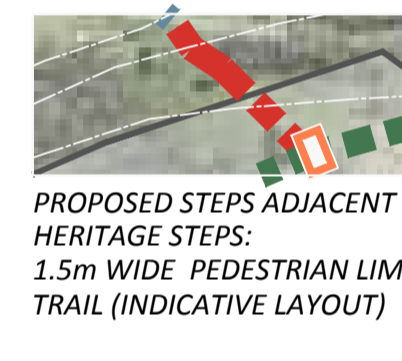 PROPOSED STEPS ADJACENT
HERITAGE STEPS:
1.5m WIDE PEDESTRIAN LIM
TRAIL (INDICATIVE LAYOUT)